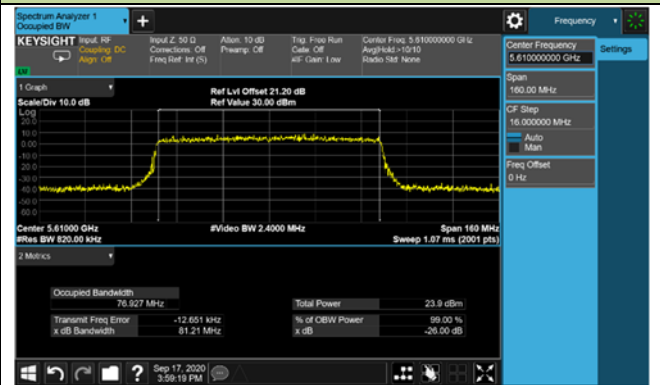 Spectrum Analyzer 1
Occupied BW
Frequency
KEYSIGHT
Input: RF
Coupling: DC
Align: Off
Input Z: 50 Ω
Corrections: Off
Freq Ref: Int (S)
Atten: 10 dB
Preamp: Off
Trig: Free Run
Gate: Off
#IF Gain: Low
Center Freq: 5.610000000 GHz
Avg|Hold:>10/10
Radio Std: None
Center Frequency
5.610000000 GHz
Settings
Span
160.00 MHz
CF Step
16.000000 MHz
Auto
Man
Freq Offset
0 Hz
1 Graph
Scale/Div 10.0 dB
Ref Lvl Offset 21.20 dB
Ref Value 30.00 dBm
Log
20.0
10.0
0.00
-10.0
-20.0
-30.0
-40.0
-50.0
-60.0
Center 5.61000 GHz
#Res BW 820.00 kHz
#Video BW 2.4000 MHz
Span 160 MHz
Sweep 1.07 ms (2001 pts)
2 Metrics
Occupied Bandwidth
76.927 MHz
Total Power 23.9 dBm
Transmit Freq Error -12.651 kHz
% of OBW Power 99.00 %
x dB Bandwidth 81.21 MHz
x dB -26.00 dB
Sep 17, 2020
3:59:19 PM